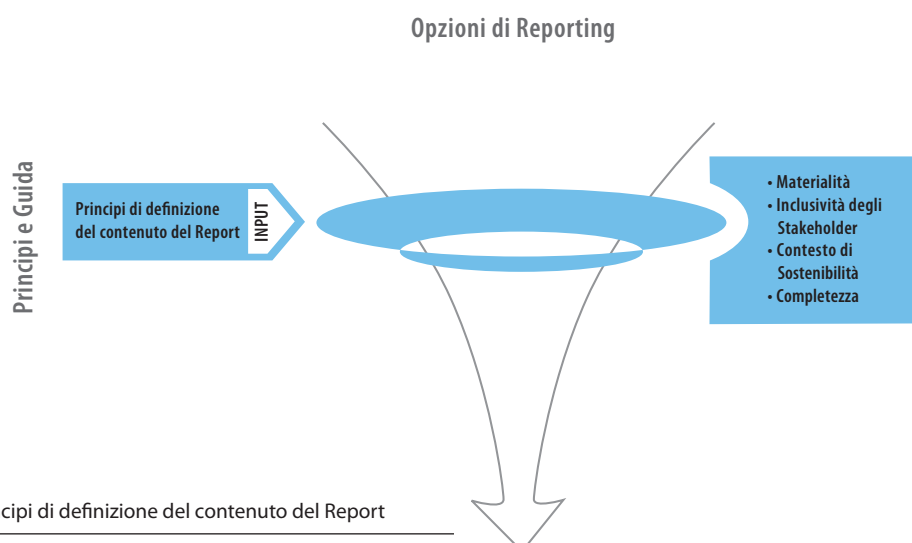 Opzioni di Reporting
Principi e Guida
Principi di definizione
del contenuto del Report
INPUT
• Materialità
• Inclusività degli
Stakeholder
• Contesto di
Sostenibilità
• Completezza
cipi di definizione del contenuto del Report